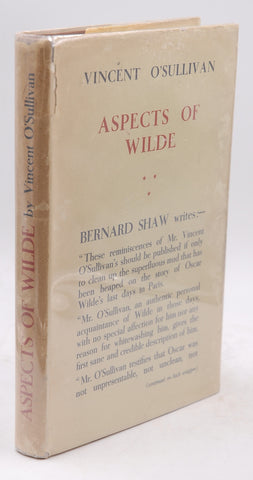 ASPECTS OF WILDE by Vincent O'Sullivan
VINCENT O'SULLIVAN
ASPECTS OF
WILDE
BERNARD SHAW writes:—
"These reminiscences of Mr. Vincent
O'Sullivan's should be published if only
to clean up the superfluous mud that has
been heaped on the story of Oscar
Wilde's last days in Paris.
"Mr. O'Sullivan, an authentic personal
acquaintance of Wilde in those days,
with no special affection for him nor any
reason for whitewashing him, gives the
first sane and credible description of him.
"Mr. O'Sullivan testifies that Oscar was
not unpresentable, not unclean, not
(continued on back wrapper)